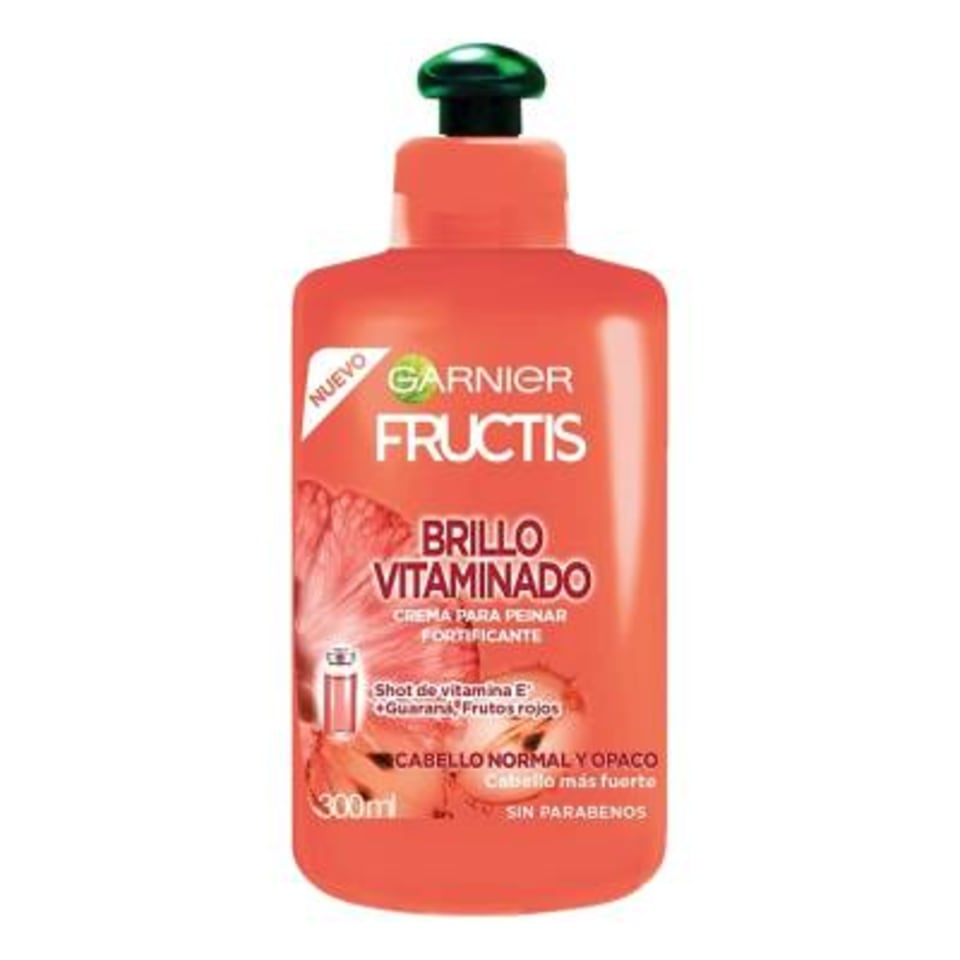 NUEVO
GARNIER
FRUCTIS
BRILLO
VITAMINADO
CREMA PARA PEINAR
FORTIFICANTE
Shot de vitamina E*
+Guaraná, Frutos rojos
CABELLO NORMAL Y OPACO
Cabello más fuerte
300ml
SIN PARABENOS